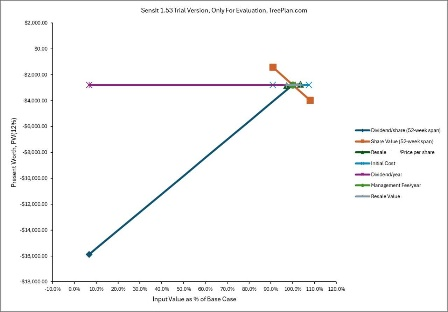 SensIt 1.53 Trial Version, Only For Evaluation, TreePlan.com
$2,000.00
$0.00
-$2,000.00
-$4,000.00
-$6,000.00
-$8,000.00
-$10,000.00
-$12,000.00
-$14,000.00
-$16,000.00
-$18,000.00
Present Worth, PW(12%)
-10.0% 0.0% 10.0% 20.0% 30.0% 40.0% 50.0% 60.0% 70.0% 80.0% 90.0% 100.0% 110.0% 120.0%
Input Value as % of Base Case
Dividend/share (52-week span)
Share Value (52-week span)
Resale Price per share
Initial Cost
Dividend/year
Management Fee/year
Resale Value